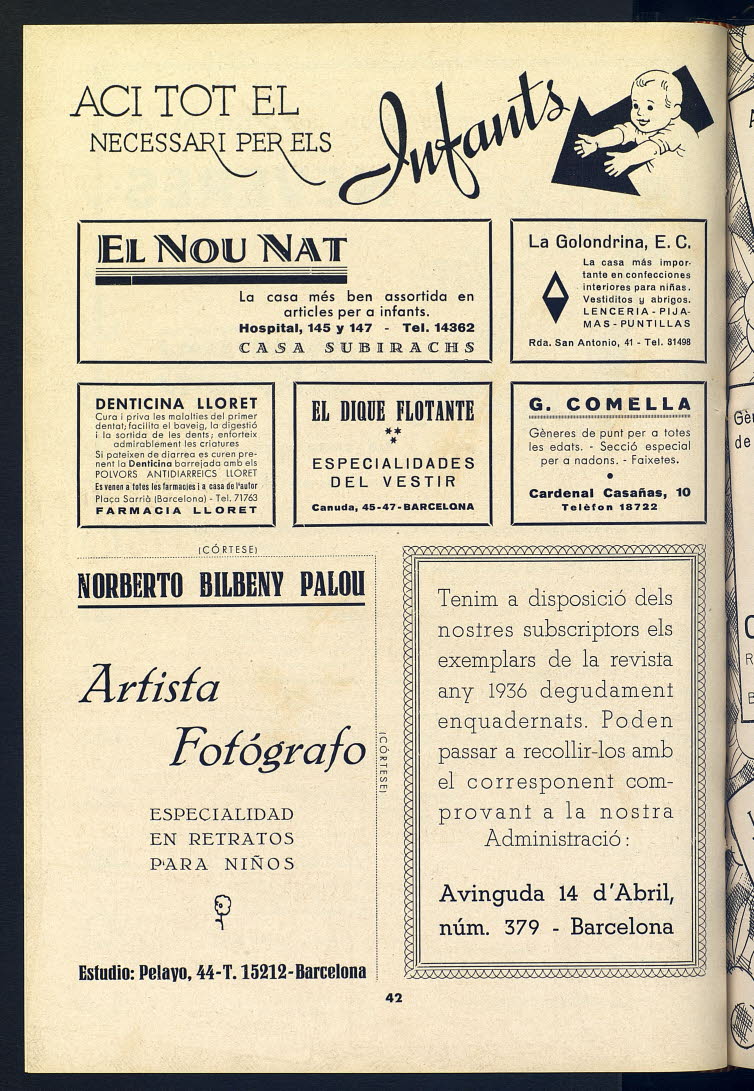 ACI TOT EL
NECESSARI PER ELS
Infants
EL NOU NAT
La casa més ben assortida en
articles per a infants.
Hospital, 145 y 147 - Tel. 14362
CASA SUBIRACHS
La Golondrina, E. C.
La casa más impor-
tante en confecciones
interiores para niñas.
Vestiditos y abrigos.
LENCERIA - PIJA-
MAS - PUNTILLAS
Rda. San Antonio, 41 - Tel. 31498
DENTICINA LLORET
Cura i priva les malalties del primer
dentat; facilita el baveig, la digestió
i la sortida de les dents; enforteix
admirablement les criatures
Si pateixen de diarrea es curen pre-
nent la Denticina barrejada amb els
POLVORS ANTIDIARREICS LLORET
Es venen a totes les farmacies i a casa de l'autor
Plaça Sarrià (Barcelona) - Tel. 71763
FARMACIA LLORET
EL DIQUE FLOTANTE
ESPECIALIDADES
DEL VESTIR
Canuda, 45-47 - BARCELONA
G. COMELLA
Gèneres de punt per a totes
les edats. - Secció especial
per a nadons. - Faixetes.
Cardenal Casañas, 10
Telèfon 18722
(CÓRTESE)
NORBERTO BILBENY PALOU
Artista
Fotógrafo
ESPECIALIDAD
EN RETRATOS
PARA NIÑOS
Estudio: Pelayo, 44-T. 15212-Barcelona
(CÓRTESE)
Tenim a disposició dels
nostres subscriptors els
exemplars de la revista
any 1936 degudament
enquadernats. Poden
passar a recollir-los amb
el corresponent com-
provant a la nostra
Administració:
Avinguda 14 d'Abril,
núm. 379 - Barcelona
42